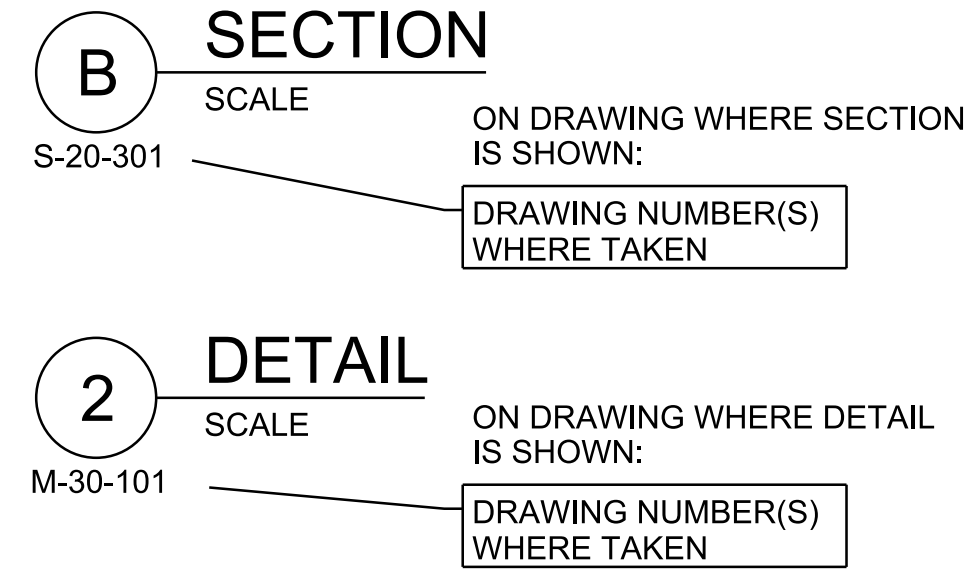 B
SECTION
SCALE
S-20-301
ON DRAWING WHERE SECTION
IS SHOWN:
DRAWING NUMBER(S)
WHERE TAKEN
2
DETAIL
SCALE
M-30-101
ON DRAWING WHERE DETAIL
IS SHOWN:
DRAWING NUMBER(S)
WHERE TAKEN